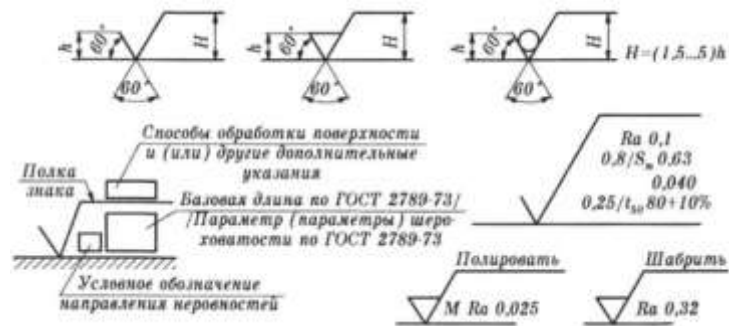 h 60° H
60°
h 60° H
60°
h 60° H
60°
H=(1,5...5)h
Способы обработки поверхности
и (или) другие дополнительные
указания
Полка
знака
Базовая длина по ГОСТ 2789-73/
/Параметр (параметры) шеро-
ховатости по ГОСТ 2789-73
Условное обозначение
направления неровностей
Ra 0,1
0,8/Sm 0,63
0,040
0,25/t50 80+10%
Полировать
M Ra 0,025
Шабрить
Ra 0,32